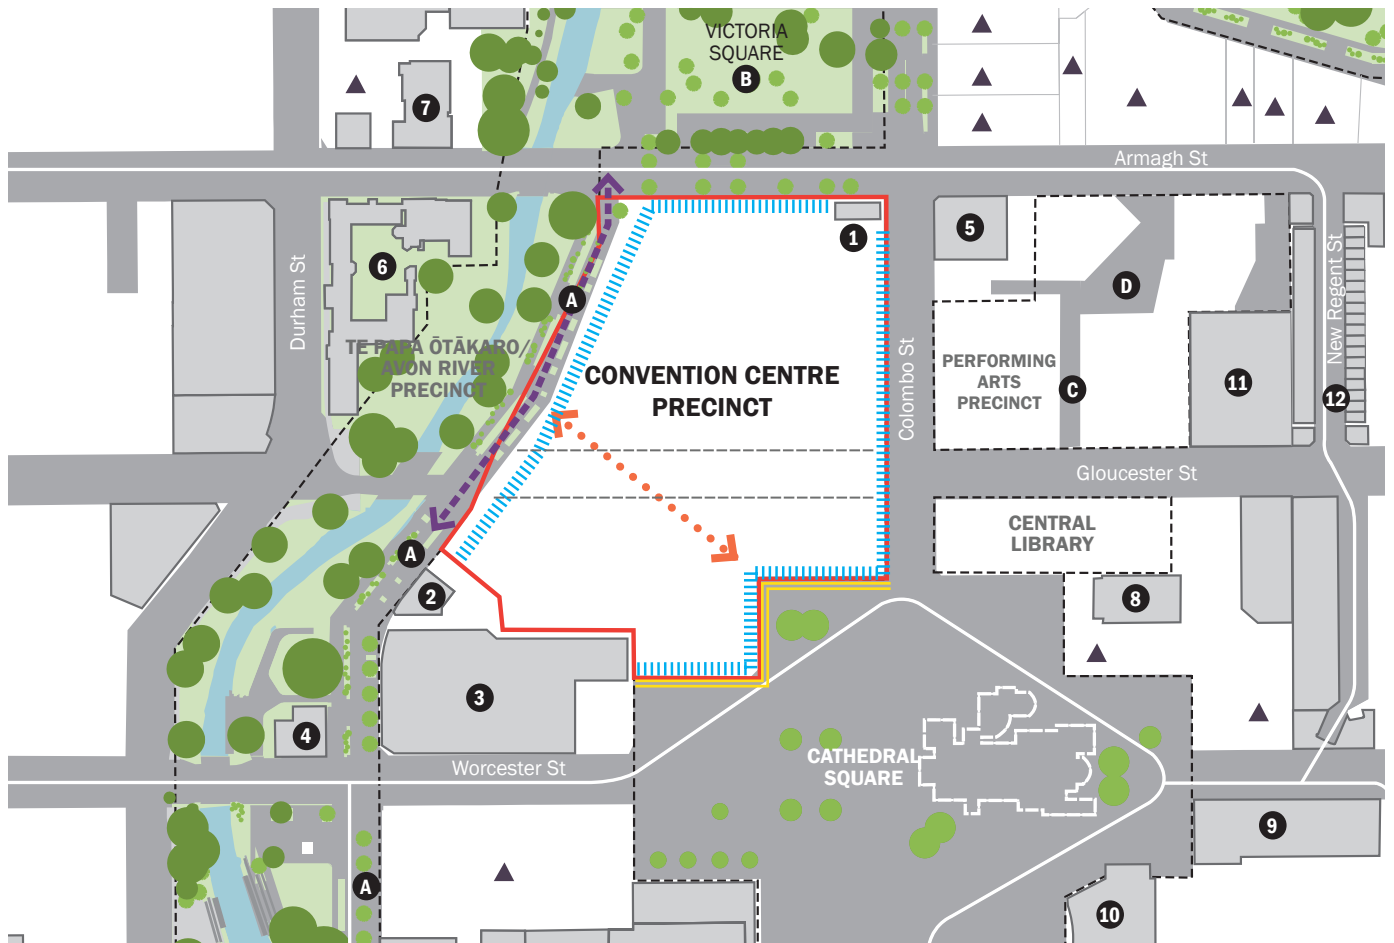 VICTORIA
SQUARE
B
7
Armagh St
1
5
6
New Regent St
Durham St
D
A
TE PAPA ŌTĀKARO/
AVON RIVER
PRECINCT
CONVENTION CENTRE
PRECINCT
Colombo St
PERFORMING
ARTS
PRECINCT
C
11
12
Gloucester St
CENTRAL
LIBRARY
A
2
8
3
4
Worcester St
CATHEDRAL
SQUARE
9
A
10